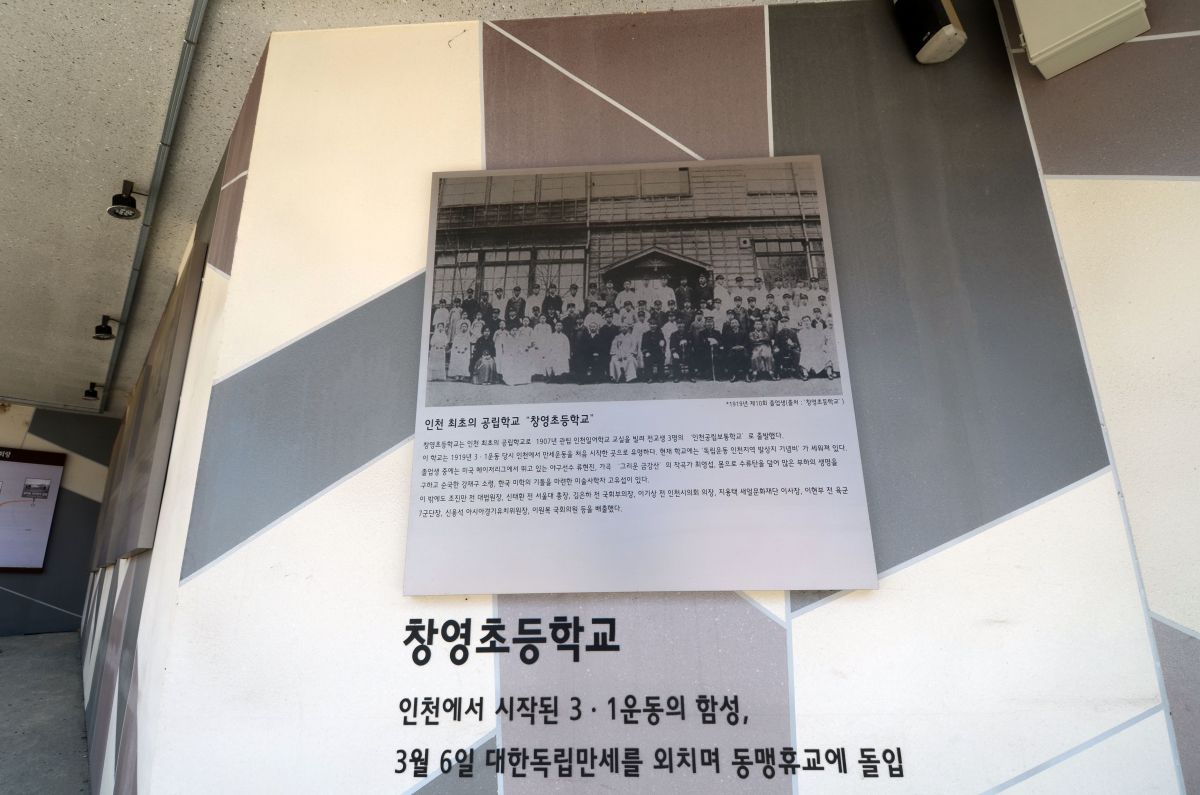 *1919년 제10회 졸업생(출처 : '창영초등학교')
인천 최초의 공립학교 "창영초등학교"
창영초등학교는 인천 최초의 공립학교로 1907년 관립 인천일어학교 교실을 빌려 전교생 3명의 '인천공립보통학교' 로 출발했다.
이 학교는 1919년 3·1운동 당시 인천에서 만세운동을 처음 시작한 곳으로 유명하다. 현재 학교에는 '독립운동 인천지역 발상지 기념비' 가 세워져 있다.
졸업생 중에는 미국 메이저리그에서 뛰고 있는 야구선수 류현진, 가곡 '그리운 금강산' 의 작곡가 최영섭, 몸으로 수류탄을 덮어 많은 부하의 생명을
구하고 순국한 강재구 소령, 한국 미학의 기틀을 마련한 미술사학자 고유섭이 있다.
이 밖에도 조진만 전 대법원장, 신태환 전 서울대 총장, 김은하 전 국회부의장, 이기상 전 인천시의회 의장, 지용택 새얼문화재단 이사장, 이현부 전 육군
7군단장, 신용석 아시아경기유치위원장, 이원복 국회의원 등을 배출했다.
창영초등학교
인천에서 시작된 3·1운동의 함성,
3월 6일 대한독립만세를 외치며 동맹휴교에 돌입